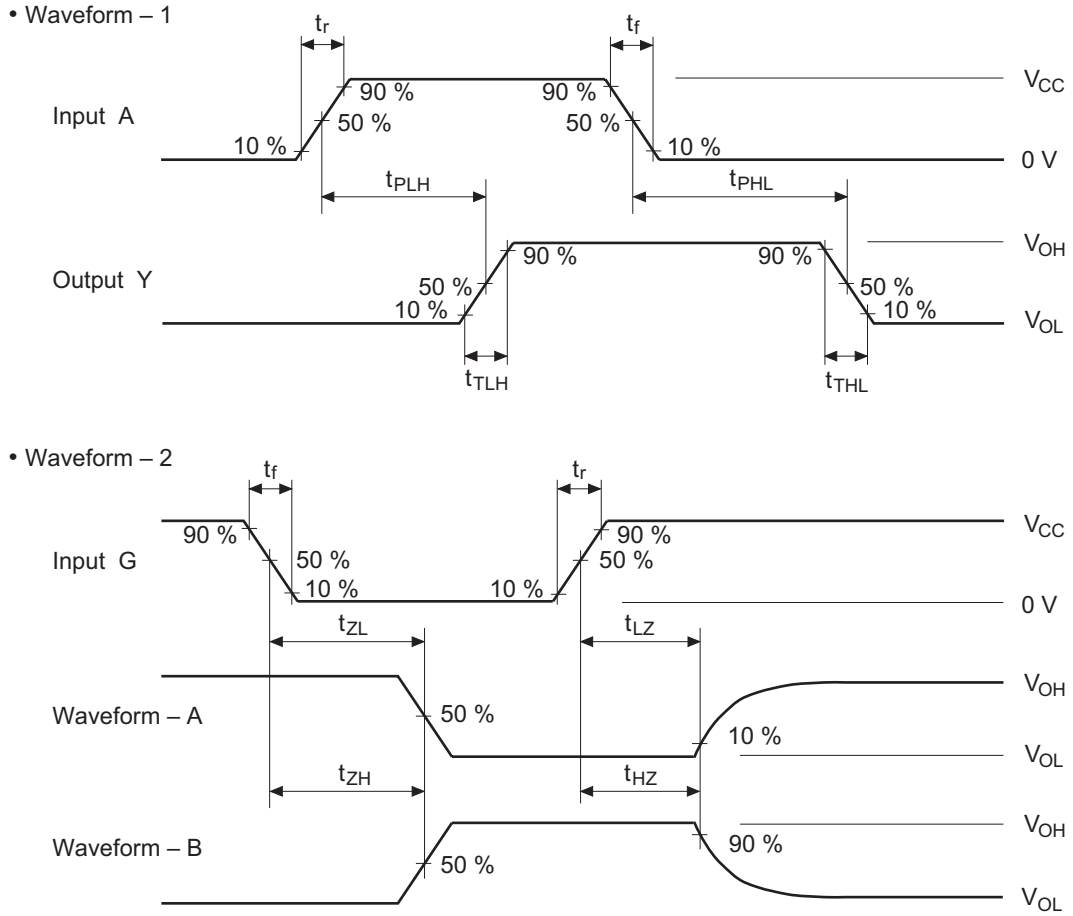 • Waveform – 1
tr
tf
VCC
90 %
90 %
Input A
50 %
50 %
10 %
10 %
0 V
tPLH
tPHL
VOH
90 %
90 %
Output Y
50 %
50 %
10 %
10 %
VOL
tTLH
tTHL
• Waveform – 2
tf
tr
VCC
90 %
90 %
Input G
50 %
50 %
10 %
10 %
0 V
tZL
tLZ
VOH
Waveform – A
50 %
10 %
VOL
tZH
tHZ
VOH
90 %
Waveform – B
50 %
VOL